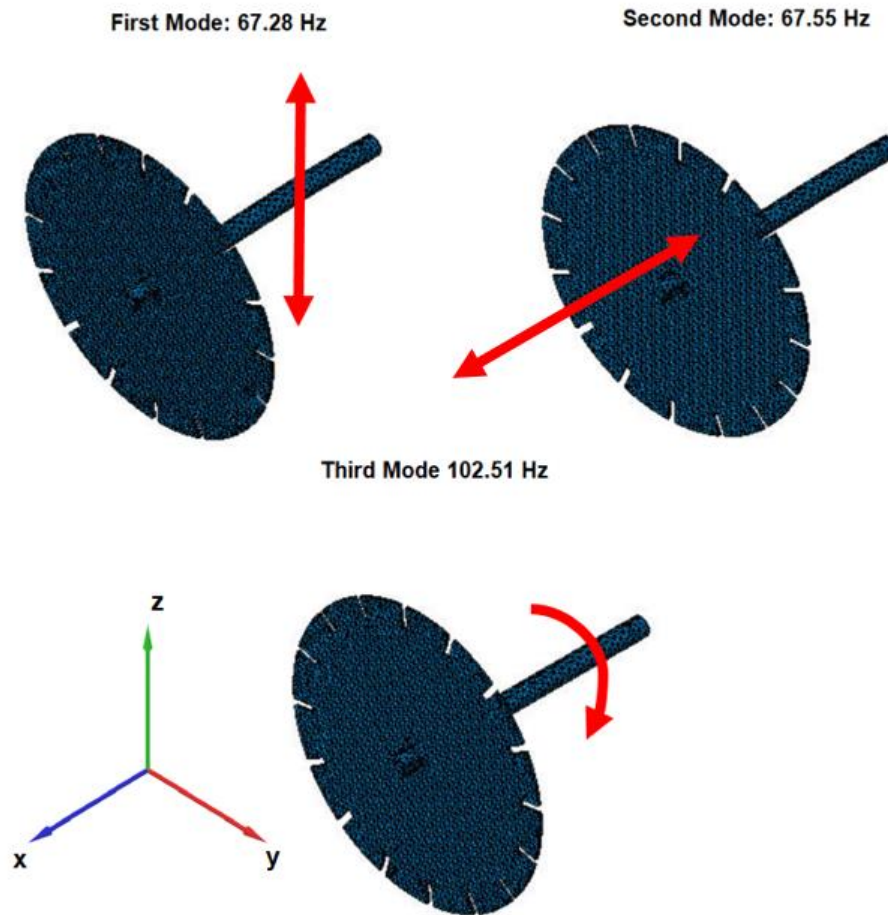 First Mode: 67.28 Hz
Second Mode: 67.55 Hz
Third Mode 102.51 Hz
z
x
y